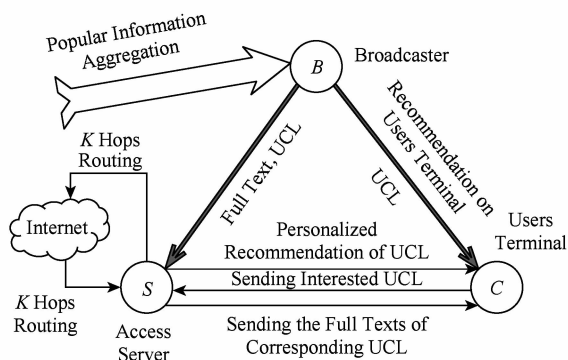 Popular Information
Aggregation
B
Broadcaster
Recommendation on
Users Terminal
UCL
Full Text, UCL
K Hops
Routing
Internet
K Hops
Routing
Personalized
Recommendation of UCL
Sending Interested UCL
Users
Terminal
S
C
Access
Server
Sending the Full Texts of
Corresponding UCL